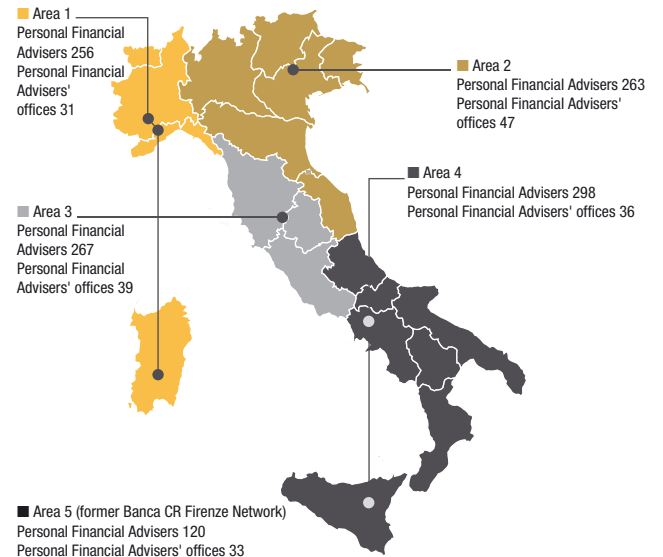 Area 1
Personal Financial
Advisers 256
Personal Financial
Advisers'
offices 31
Area 2
Personal Financial Advisers 263
Personal Financial Advisers'
offices 47
Area 4
Personal Financial Advisers 298
Personal Financial Advisers' offices 36
Area 3
Personal Financial
Advisers 267
Personal Financial
Advisers' offices 39
Area 5 (former Banca CR Firenze Network)
Personal Financial Advisers 120
Personal Financial Advisers' offices 33